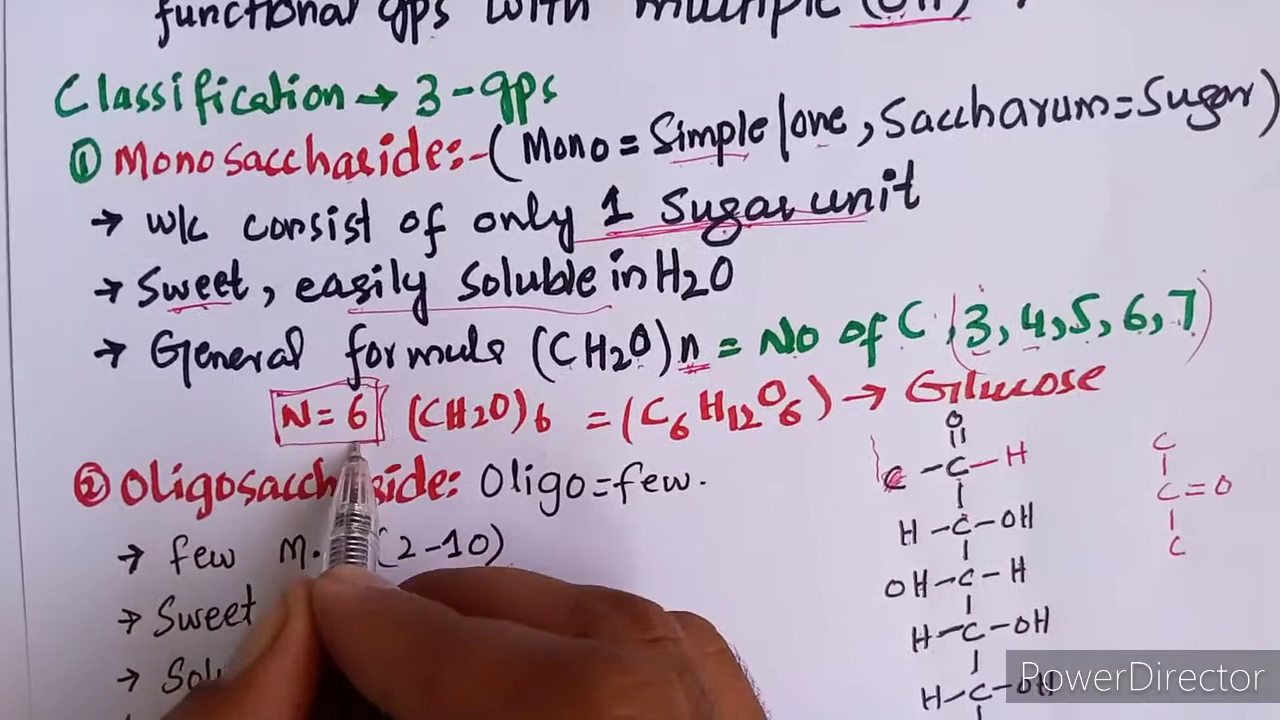 functional gps with multiple (OH)
Classification → 3-gps
① Monosaccharide:- (Mono = Simple/one, Saccharum = Sugar)
→ wc consist of only 1 Sugar unit
→ Sweet, easily soluble in H2O
→ General formula (CH2O)n = No of C (3, 4, 5, 6, 7)
N=6 (CH2O)6 = (C6H12O6) → Glucose
O
C -C-H
H-C-OH
OH-C-H
H-C-OH
H-C-OH
C
C=O
C
② Oligosaccharide: Oligo=few.
→ few M. (2-10)
→ Sweet
→ Sol
PowerDirector